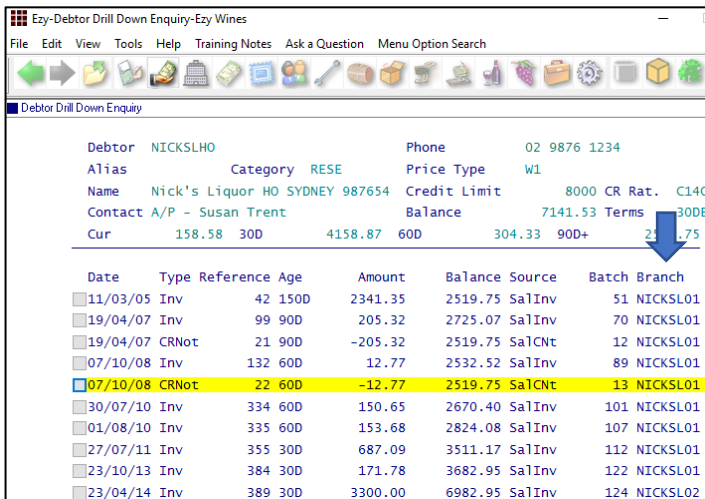 Ezy-Debtor Drill Down Enquiry-Ezy Wines
File Edit View Tools Help Training Notes Ask a Question Menu Option Search
Debtor Drill Down Enquiry
Debtor NICKSLHO Phone 02 9876 1234
Alias Category RESE Price Type W1
Name Nick's Liquor HO SYDNEY 987654 Credit Limit 8000 CR Rat.
Contact A/P - Susan Trent Balance 7141.53 Terms
Cur 158.58 30D 4158.87 60D 304.33 90D+
Date Type Reference Age Amount Balance Source Batch Branch
11/03/05 Inv 42 150D 2341.35 2519.75 SalInv 51 NICKSL01
19/04/07 Inv 99 90D 205.32 2725.07 SalInv 70 NICKSL01
19/04/07 CRNot 21 90D -205.32 2519.75 SalCNt 12 NICKSL01
07/10/08 Inv 132 60D 12.77 2532.52 SalInv 89 NICKSL01
07/10/08 CRNot 22 60D -12.77 2519.75 SalCNt 13 NICKSL01
30/07/10 Inv 334 60D 150.65 2670.40 SalInv 101 NICKSL01
01/08/10 Inv 335 60D 153.68 2824.08 SalInv 107 NICKSL01
27/07/11 Inv 355 30D 687.09 3511.17 SalInv 112 NICKSL01
23/10/13 Inv 384 30D 171.78 3682.95 SalInv 122 NICKSL01
23/04/14 Inv 389 30D 3300.00 6982.95 SalInv 124 NICKSL02